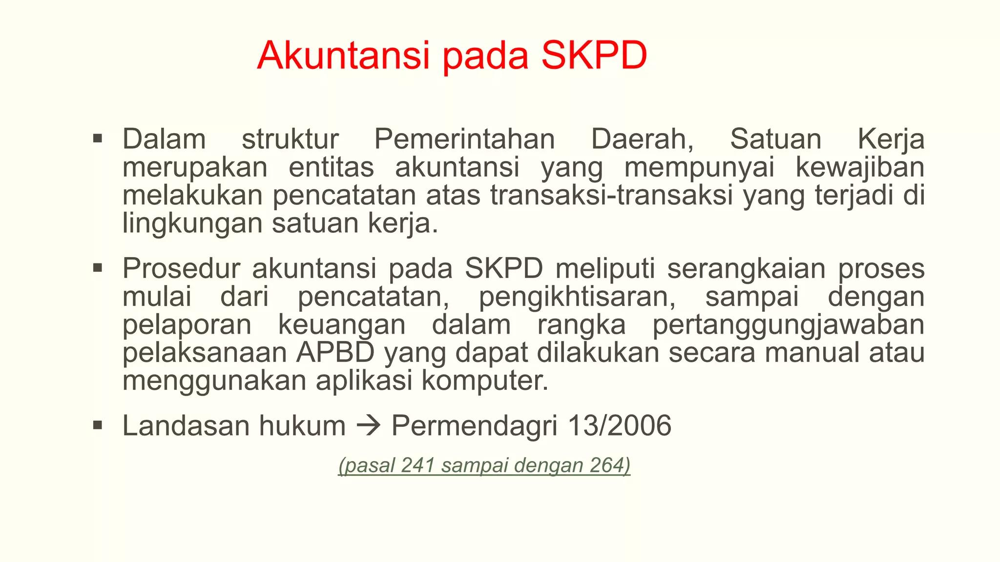 Akuntansi pada SKPD
▪ Dalam struktur Pemerintahan Daerah, Satuan Kerja
merupakan entitas akuntansi yang mempunyai kewajiban
melakukan pencatatan atas transaksi-transaksi yang terjadi di
lingkungan satuan kerja.
▪ Prosedur akuntansi pada SKPD meliputi serangkaian proses
mulai dari pencatatan, pengikhtisaran, sampai dengan
pelaporan keuangan dalam rangka pertanggungjawaban
pelaksanaan APBD yang dapat dilakukan secara manual atau
menggunakan aplikasi komputer.
▪ Landasan hukum → Permendagri 13/2006
(pasal 241 sampai dengan 264)